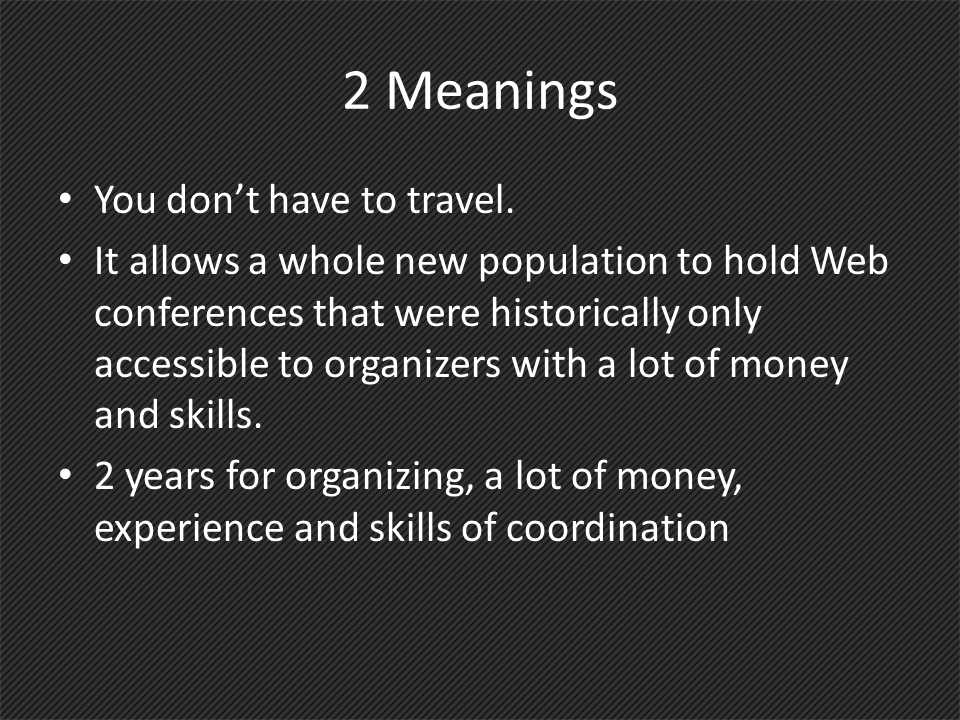 2 Meanings
• You don’t have to travel.
• It allows a whole new population to hold Web
conferences that were historically only
accessible to organizers with a lot of money
and skills.
• 2 years for organizing, a lot of money,
experience and skills of coordination